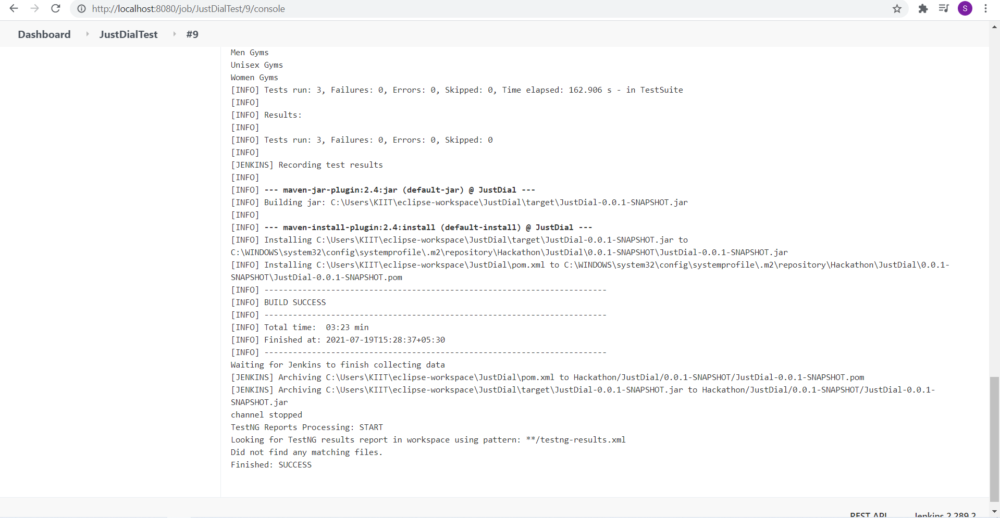 http://localhost:8080/job/JustDialTest/9/console
S
Dashboard JustDialTest #9
Men Gyms
Unisex Gyms
Women Gyms
[INFO] Tests run: 3, Failures: 0, Errors: 0, Skipped: 0, Time elapsed: 162.906 s - in TestSuite
[INFO]
[INFO] Results:
[INFO]
[INFO] Tests run: 3, Failures: 0, Errors: 0, Skipped: 0
[INFO]
[JENKINS] Recording test results
[INFO]
[INFO] --- maven-jar-plugin:2.4:jar (default-jar) @ JustDial ---
[INFO] Building jar: C:\Users\KIIT\eclipse-workspace\JustDial\target\JustDial-0.0.1-SNAPSHOT.jar
[INFO]
[INFO] --- maven-install-plugin:2.4:install (default-install) @ JustDial ---
[INFO] Installing C:\Users\KIIT\eclipse-workspace\JustDial\target\JustDial-0.0.1-SNAPSHOT.jar to
C:\WINDOWS\system32\config\systemprofile\.m2\repository\Hackathon\JustDial\0.0.1-SNAPSHOT\JustDial-0.0.1-SNAPSHOT.jar
[INFO] Installing C:\Users\KIIT\eclipse-workspace\JustDial\pom.xml to C:\WINDOWS\system32\config\systemprofile\.m2\repository\Hackathon\JustDial\0.0.1-
SNAPSHOT\JustDial-0.0.1-SNAPSHOT.pom
[INFO] ------------------------------------------------------------------------
[INFO] BUILD SUCCESS
[INFO] ------------------------------------------------------------------------
[INFO] Total time:  03:23 min
[INFO] Finished at: 2021-07-19T15:28:37+05:30
[INFO] ------------------------------------------------------------------------
Waiting for Jenkins to finish collecting data
[JENKINS] Archiving C:\Users\KIIT\eclipse-workspace\JustDial\pom.xml to Hackathon/JustDial/0.0.1-SNAPSHOT/JustDial-0.0.1-SNAPSHOT.pom
[JENKINS] Archiving C:\Users\KIIT\eclipse-workspace\JustDial\target\JustDial-0.0.1-SNAPSHOT.jar to Hackathon/JustDial/0.0.1-SNAPSHOT/JustDial-0.0.1-
SNAPSHOT.jar
channel stopped
TestNG Reports Processing: START
Looking for TestNG results report in workspace using pattern: **/testng-results.xml
Did not find any matching files.
Finished: SUCCESS
REST API Jenkins 2.289.2